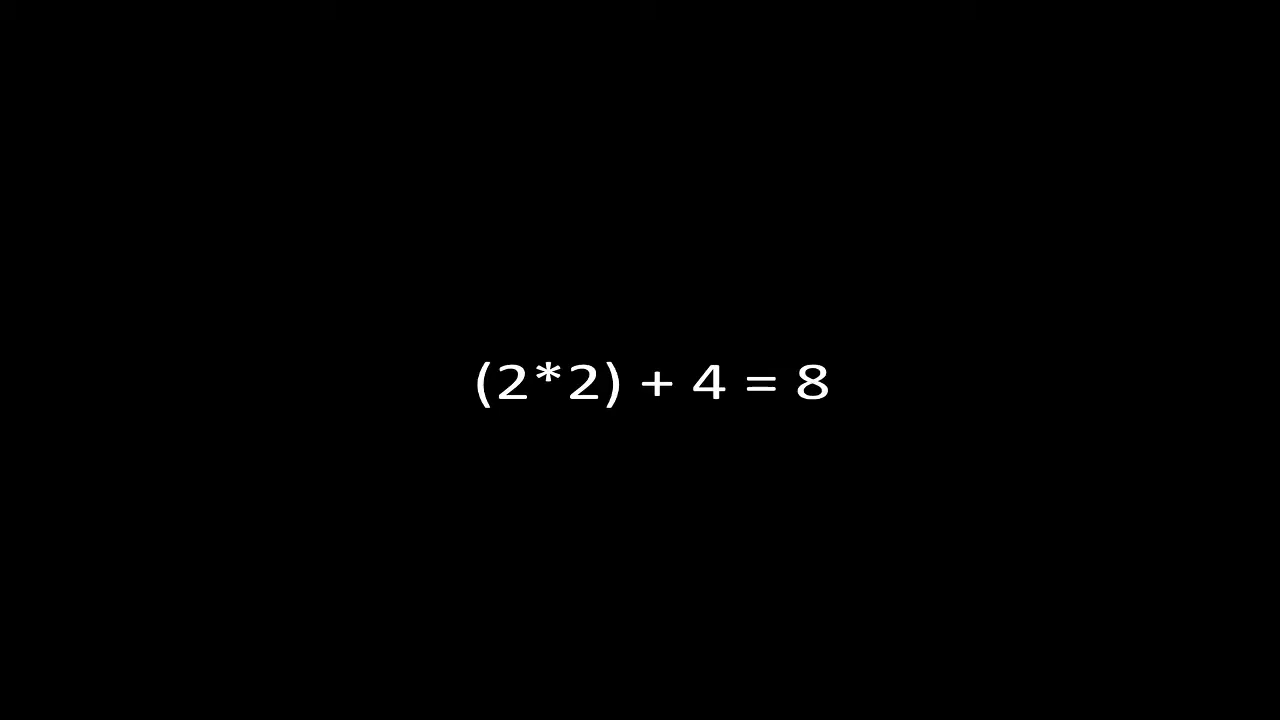 (2*2) + 4 = 8